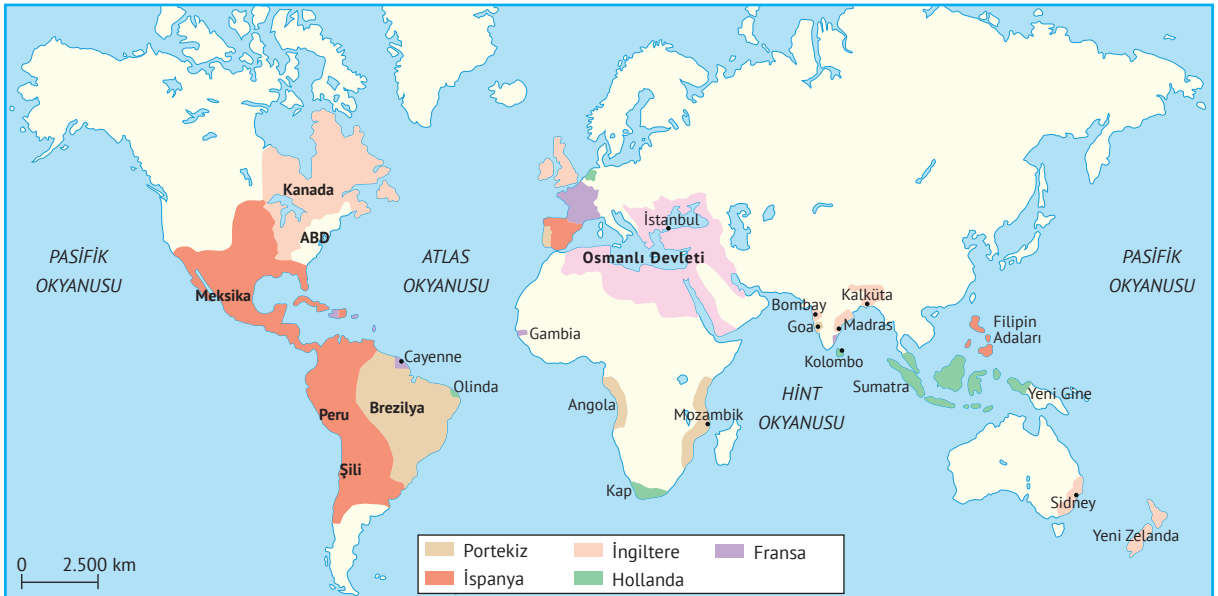 Kanada
ABD
Meksika
PASİFİK
OKYANUSU
ATLAS
OKYANUSU
İstanbul
Osmanlı Devleti
PASİFİK
OKYANUSU
Bombay
Kalküta
Goa
Madras
Kolombo
Filipin
Adaları
Gambia
Cayenne
Olinda
Peru
Brezilya
Şili
Angola
Mozambik
Kap
HİNT
OKYANUSU
Sumatra
Yeni Gine
Sidney
Yeni Zelanda
0 2.500 km
Portekiz
İngiltere
Fransa
İspanya
Hollanda